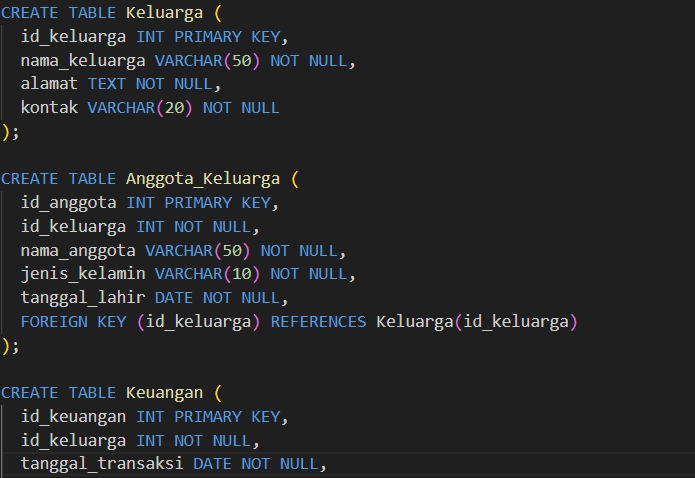 CREATE TABLE Keluarga (
id_keluarga INT PRIMARY KEY,
nama_keluarga VARCHAR(50) NOT NULL,
alamat TEXT NOT NULL,
kontak VARCHAR(20) NOT NULL
);
CREATE TABLE Anggota_Keluarga (
id_anggota INT PRIMARY KEY,
id_keluarga INT NOT NULL,
nama_anggota VARCHAR(50) NOT NULL,
jenis_kelamin VARCHAR(10) NOT NULL,
tanggal_lahir DATE NOT NULL,
FOREIGN KEY (id_keluarga) REFERENCES Keluarga(id_keluarga)
);
CREATE TABLE Keuangan (
id_keuangan INT PRIMARY KEY,
id_keluarga INT NOT NULL,
tanggal_transaksi DATE NOT NULL,